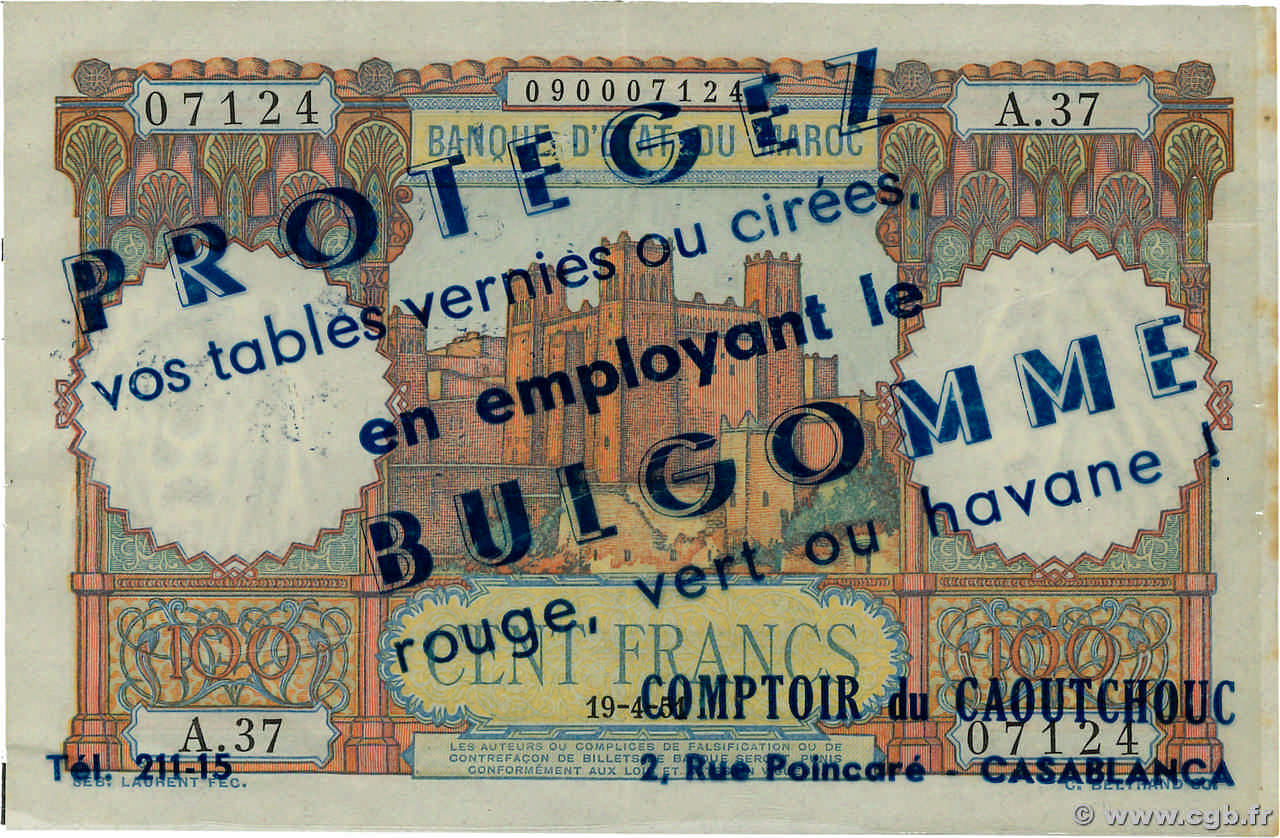 07124
090007124
A.37
BANQUE D'ETAT DU MAROC
PROTEGEZ
vos tables vernies ou cirées,
en employant le
BULGOMME
rouge, vert ou havane !
100
100
CENT FRANCS
19-4-51
COMPTOIR du CAOUTCHOUC
A.37
07124
LES AUTEURS OU COMPLICES DE FALSIFICATION OU DE
CONTREFAÇON DE BILLETS DE BANQUE SERONT PUNIS
CONFORMÉMENT AUX LOIS ET
Tél. 211-15
2, Rue Poincaré - CASABLANCA
SEB. LAURENT FEC.
C. BELTRAND SC.
© www.cgb.fr